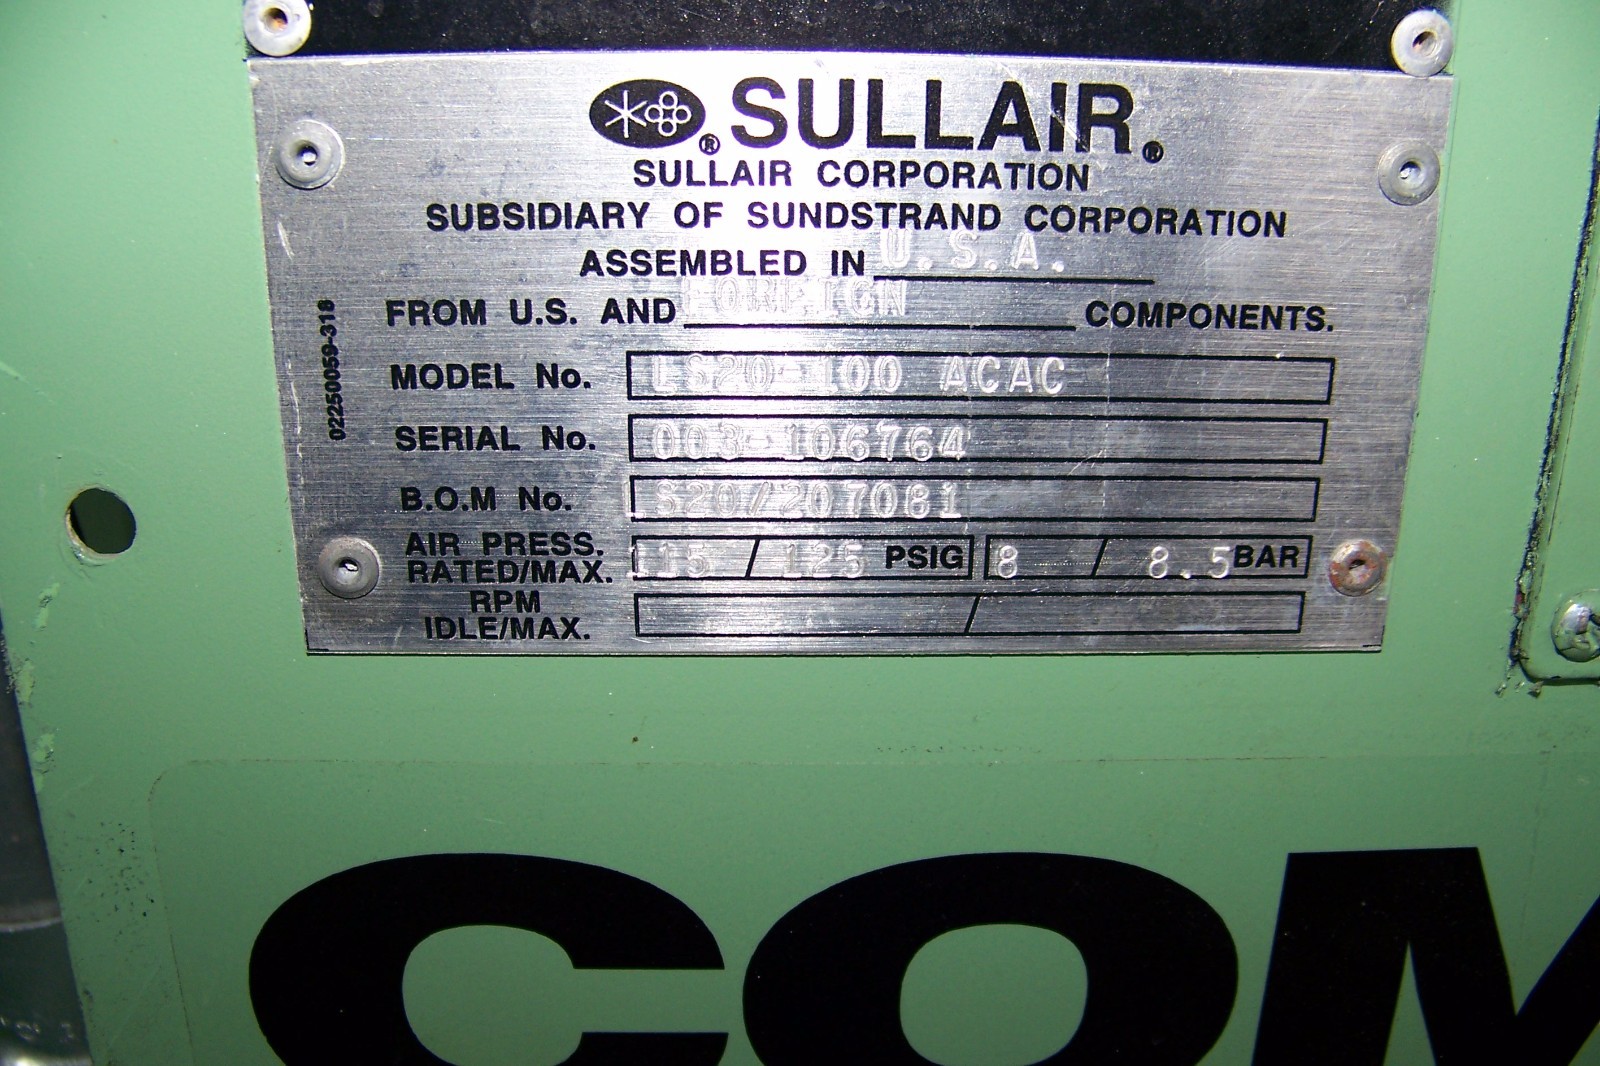 SULLAIR®
SULLAIR CORPORATION
SUBSIDIARY OF SUNDSTRAND CORPORATION
ASSEMBLED IN U.S.A.
FROM U.S. AND FOREIGN COMPONENTS.
MODEL No. LS20-100 ACAC
SERIAL No. 003-106764
B.O.M No. LS20/207081
AIR PRESS. RATED/MAX. 115 / 125 PSIG 8 / 8.5 BAR
RPM IDLE/MAX. /
02250059-318
COM